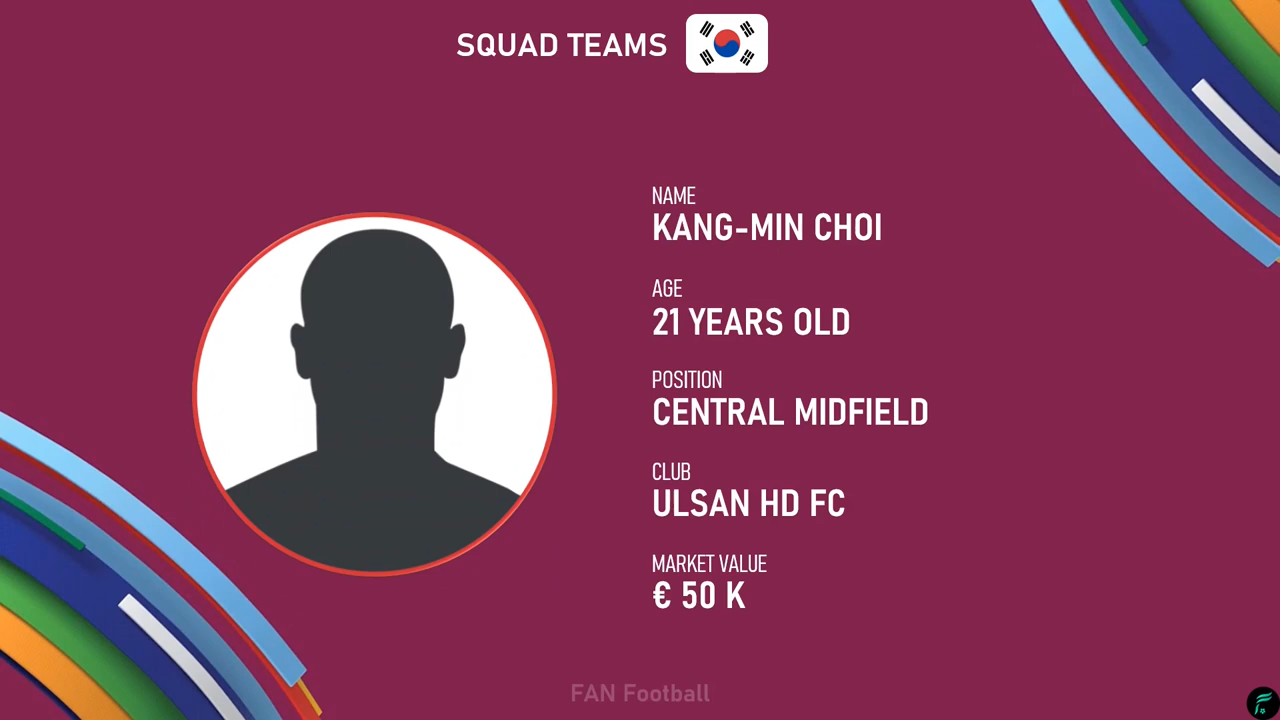 SQUAD TEAMS
NAME
KANG-MIN CHOI
AGE
21 YEARS OLD
POSITION
CENTRAL MIDFIELD
CLUB
ULSAN HD FC
MARKET VALUE
€ 50 K
FAN Football